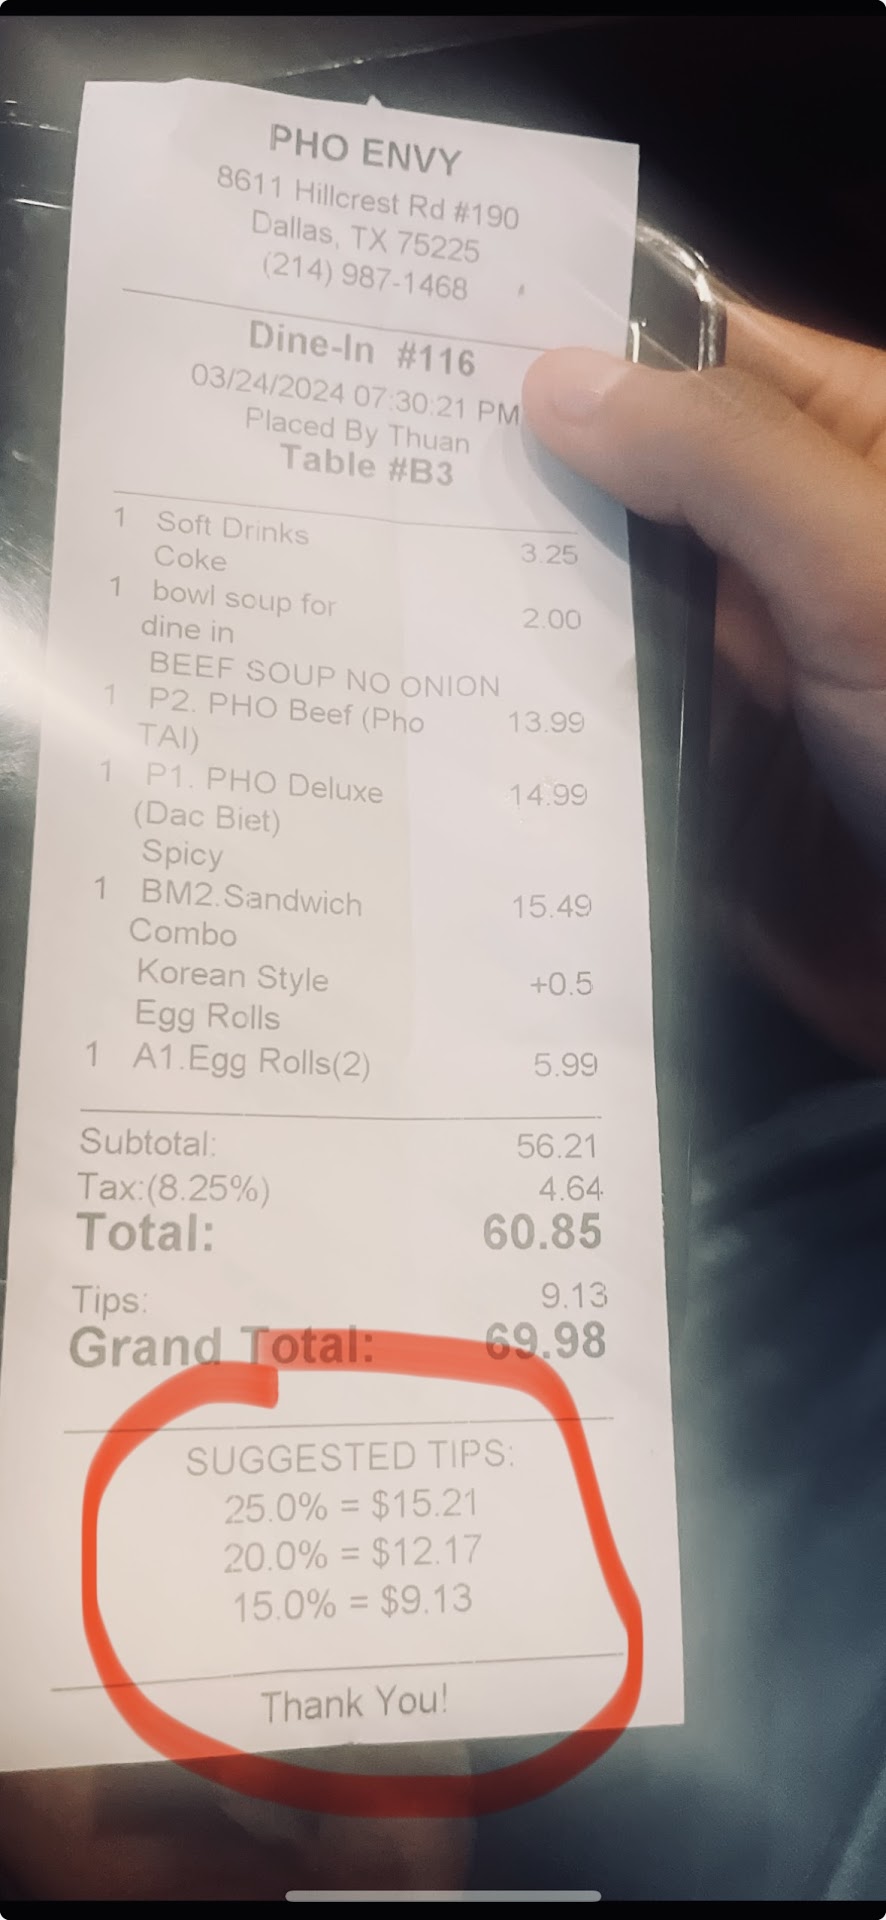 PHO ENVY
8611 Hillcrest Rd #190
Dallas, TX 75225
(214) 987-1468
Dine-In #116
03/24/2024 07:30:21 PM
Placed By Thuan
Table #B3
1 Soft Drinks 3.25
Coke
1 bowl soup for 2.00
dine in
BEEF SOUP NO ONION
1 P2. PHO Beef (Pho 13.99
TAI)
1 P1. PHO Deluxe 14.99
(Dac Biet)
Spicy
1 BM2.Sandwich 15.49
Combo
Korean Style +0.5
Egg Rolls
1 A1.Egg Rolls(2) 5.99
Subtotal: 56.21
Tax:(8.25%) 4.64
Total: 60.85
Tips: 9.13
Grand Total: 69.98
SUGGESTED TIPS:
25.0% = $15.21
20.0% = $12.17
15.0% = $9.13
Thank You!